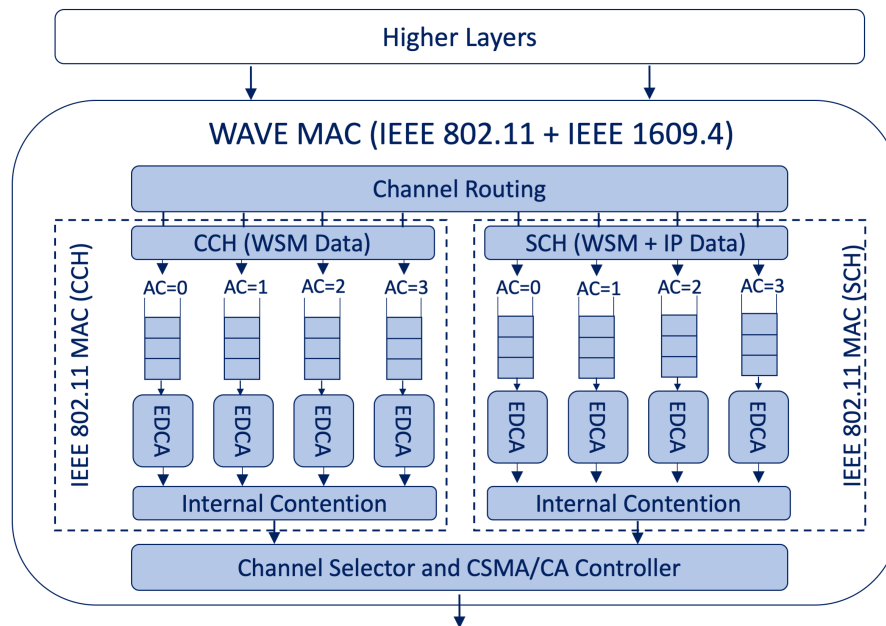 Higher Layers
WAVE MAC (IEEE 802.11 + IEEE 1609.4)
Channel Routing
IEEE 802.11 MAC (CCH)
CCH (WSM Data)
AC=0 AC=1 AC=2 AC=3
EDCA EDCA EDCA EDCA
Internal Contention
SCH (WSM + IP Data)
AC=0 AC=1 AC=2 AC=3
EDCA EDCA EDCA EDCA
Internal Contention
IEEE 802.11 MAC (SCH)
Channel Selector and CSMA/CA Controller